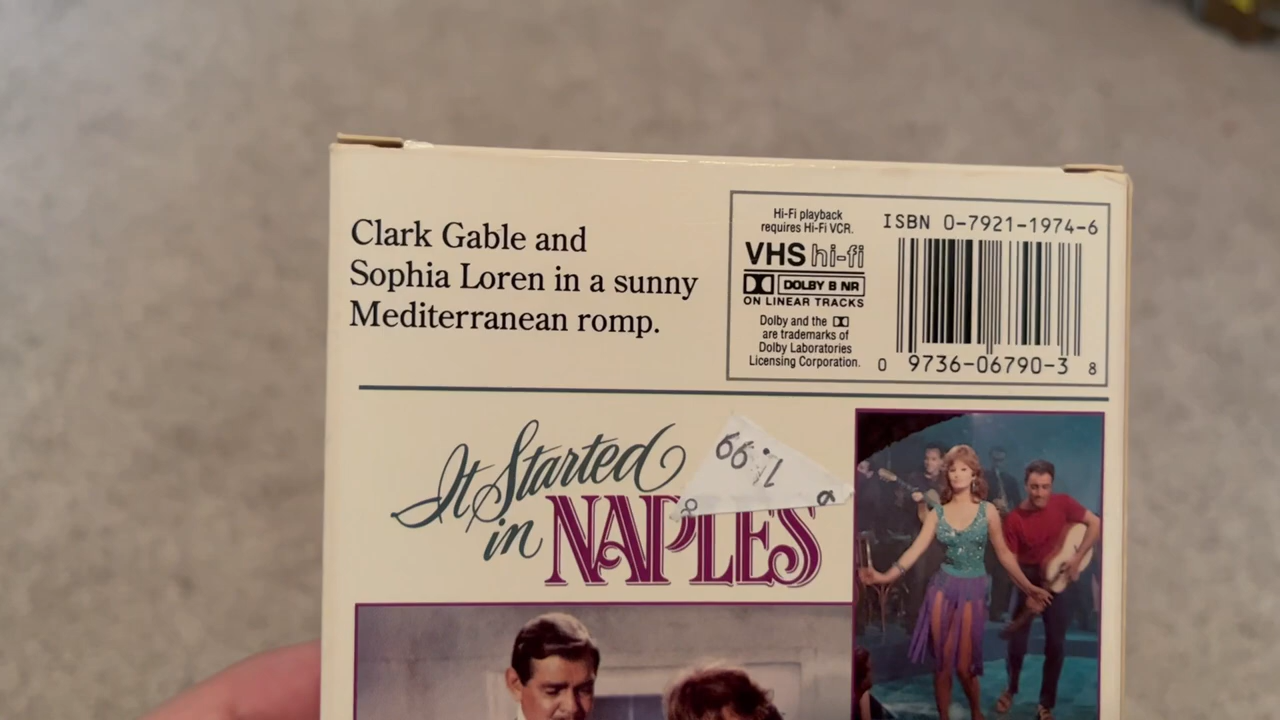 Clark Gable and
Sophia Loren in a sunny
Mediterranean romp.
Hi-Fi playback
requires Hi-Fi VCR.
VHS hi-fi
DOLBY B NR
ON LINEAR TRACKS
Dolby and the
are trademarks of
Dolby Laboratories
Licensing Corporation.
ISBN 0-7921-1974-6
0 9736-06790-3 8
It Started
in NAPLES